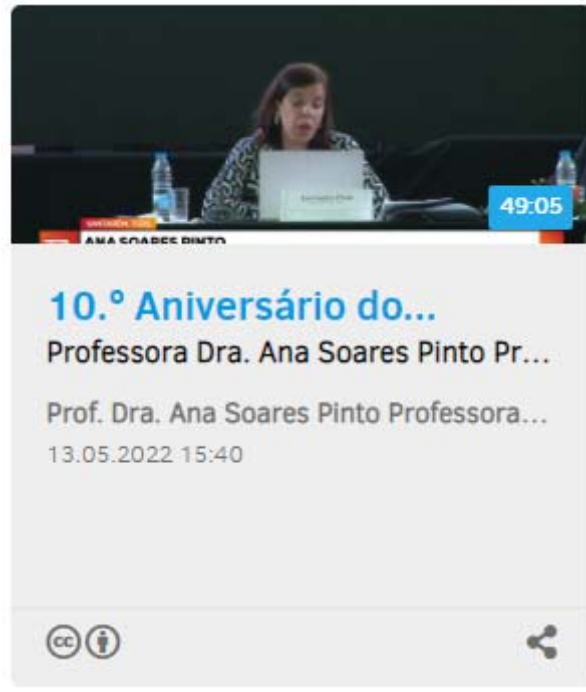 49:05
ANA SOARES PINTO
10.º Aniversário do...
Professora Dra. Ana Soares Pinto Pr...
Prof. Dra. Ana Soares Pinto Professora...
13.05.2022 15:40
cc